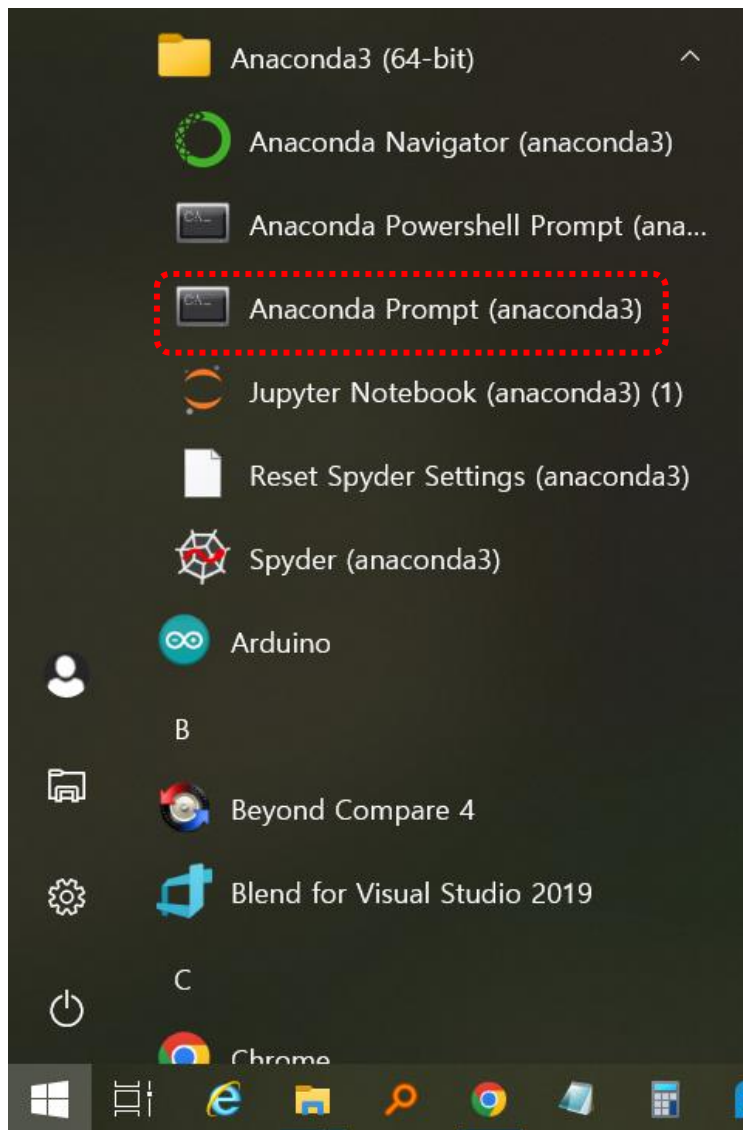 Anaconda3 (64-bit)
Anaconda Navigator (anaconda3)
Anaconda Powershell Prompt (ana...
Anaconda Prompt (anaconda3)
Jupyter Notebook (anaconda3) (1)
Reset Spyder Settings (anaconda3)
Spyder (anaconda3)
Arduino
B
Beyond Compare 4
Blend for Visual Studio 2019
C
Chrome